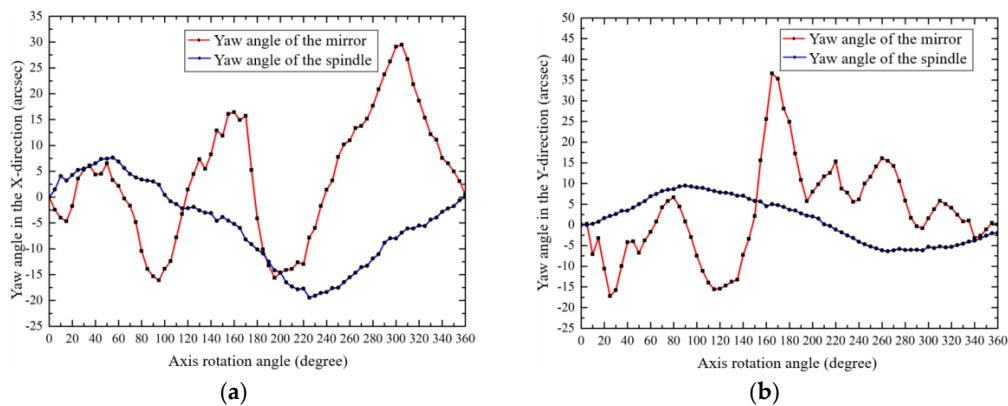 Yaw angle in the X-direction (arcsec)
35
30
25
20
15
10
5
0
-5
-10
-15
-20
-25
Yaw angle of the mirror
Yaw angle of the spindle
0 20 40 60 80 100 120 140 160 180 200 220 240 260 280 300 320 340 360
Axis rotation angle (degree)
(a)
Yaw angle in the Y-direction (arcsec)
50
45
40
35
30
25
20
15
10
5
0
-5
-10
-15
-20
-25
Yaw angle of the mirror
Yaw angle of the spindle
0 20 40 60 80 100 120 140 160 180 200 220 240 260 280 300 320 340 360
Axis rotation angle (degree)
(b)